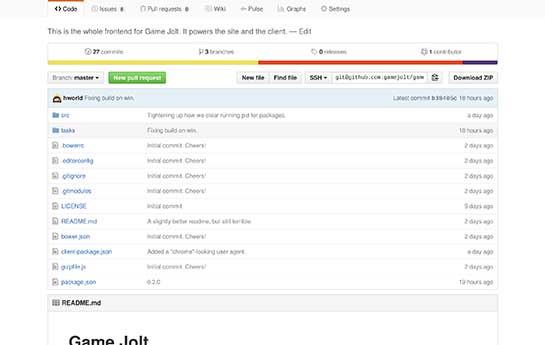 Code Issues 8 Pull requests 0 Wiki Pulse Graphs Settings
This is the whole frontend for Game Jolt. It powers the site and the client. — Edit
27 commits 3 branches 0 releases 1 contributor
Branch: master New pull request New file Find file SSH git@github.com:gamejolt/game Download ZIP
hworld Fixing build on win. Latest commit 18 hours ago
src Tightening up how we clear running pid for packages. a day ago
tasks Fixing build on win. 18 hours ago
.bowerrc Initial commit. Cheers! 2 days ago
.editorconfig Initial commit. Cheers! 2 days ago
.gitignore Initial commit. Cheers! 2 days ago
.gitmodules Initial commit. Cheers! 2 days ago
LICENSE Initial commit 9 days ago
README.md A slightly better readme, but still terrible. 2 days ago
bower.json Initial commit. Cheers! 2 days ago
client-package.json Added a "chrome"-looking user agent. a day ago
gulpfile.js Initial commit. Cheers! 2 days ago
package.json 0.2.0 19 hours ago
README.md
Game Jolt